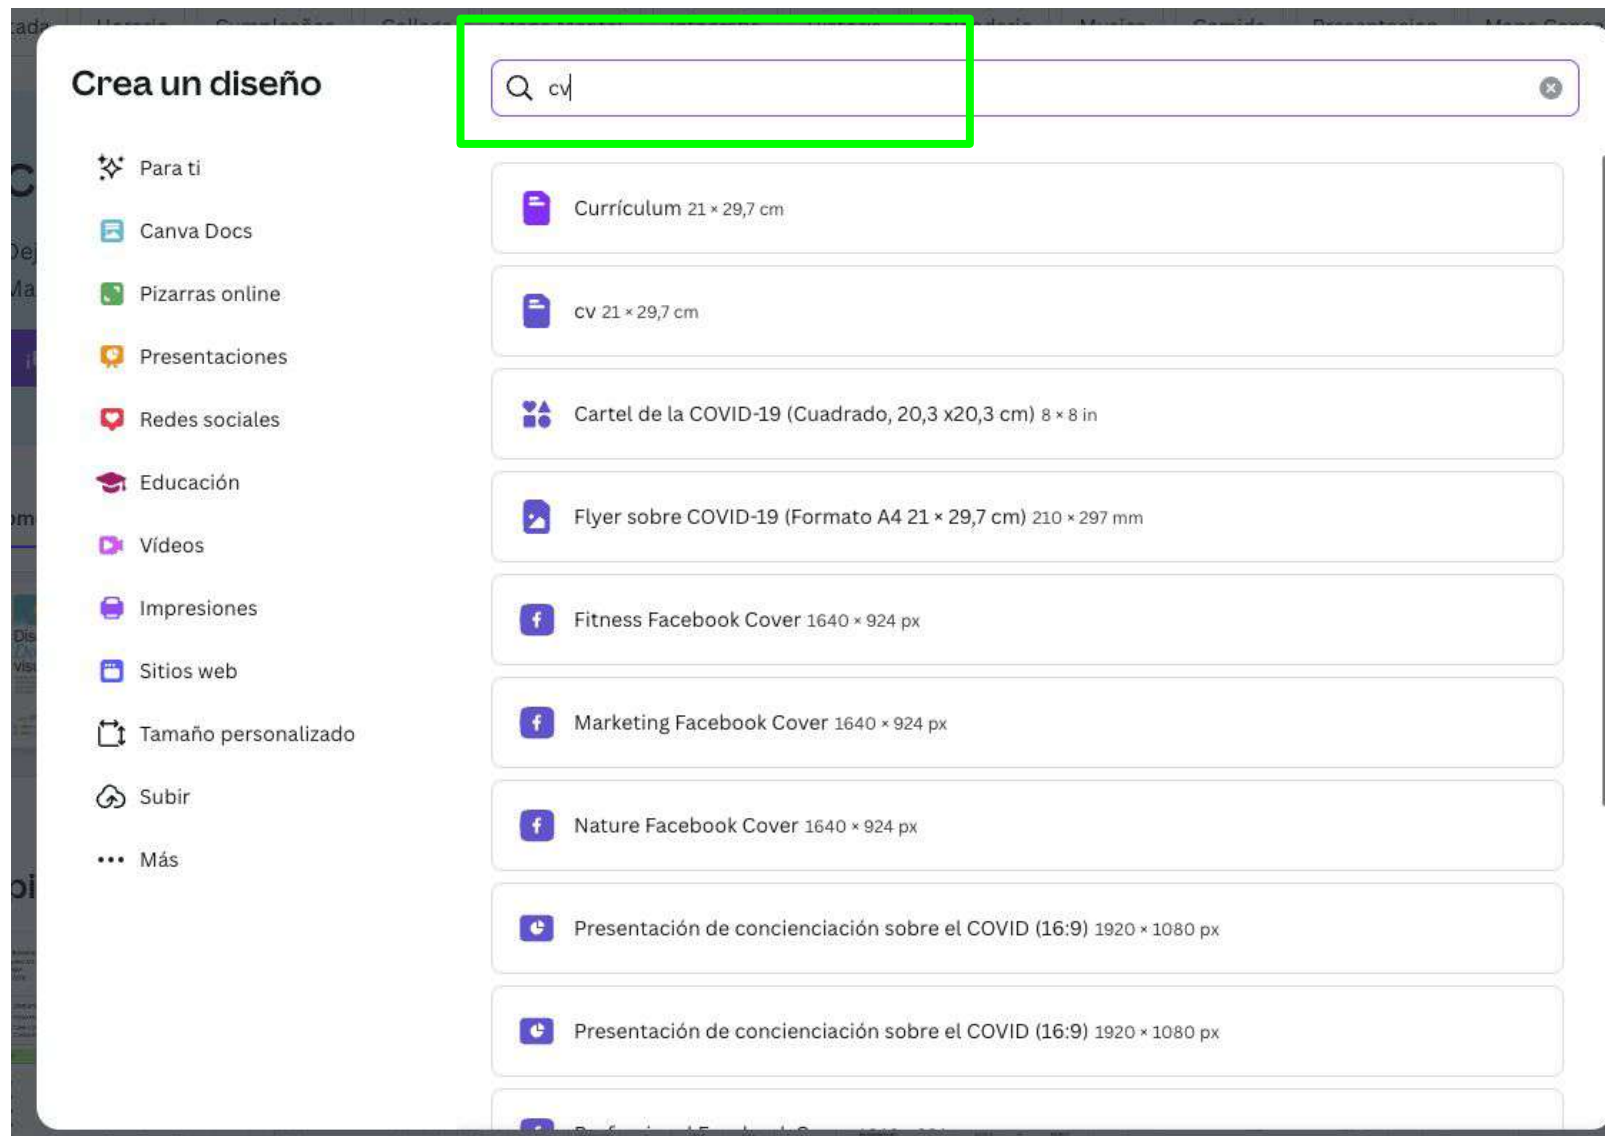 Crea un diseño
cv
Para ti
Canva Docs
Pizarras online
Presentaciones
Redes sociales
Educación
Vídeos
Impresiones
Sitios web
Tamaño personalizado
Subir
Más
Currículum 21 × 29,7 cm
cv 21 × 29,7 cm
Cartel de la COVID-19 (Cuadrado, 20,3 x20,3 cm) 8 × 8 in
Flyer sobre COVID-19 (Formato A4 21 × 29,7 cm) 210 × 297 mm
Fitness Facebook Cover 1640 × 924 px
Marketing Facebook Cover 1640 × 924 px
Nature Facebook Cover 1640 × 924 px
Presentación de concienciación sobre el COVID (16:9) 1920 × 1080 px
Presentación de concienciación sobre el COVID (16:9) 1920 × 1080 px